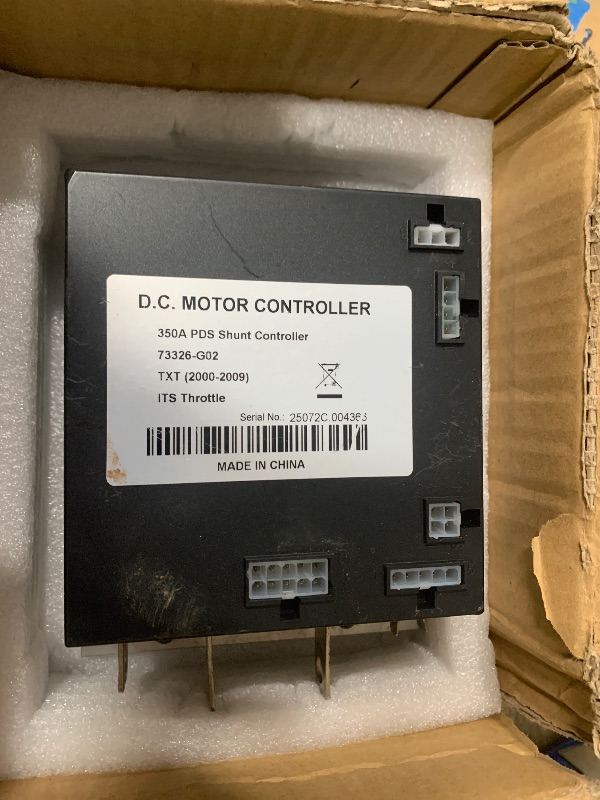 D.C. MOTOR CONTROLLER
350A PDS Shunt Controller
73326-G02
TXT (2000-2009)
ITS Throttle
Serial No.: 25072C.004363
MADE IN CHINA